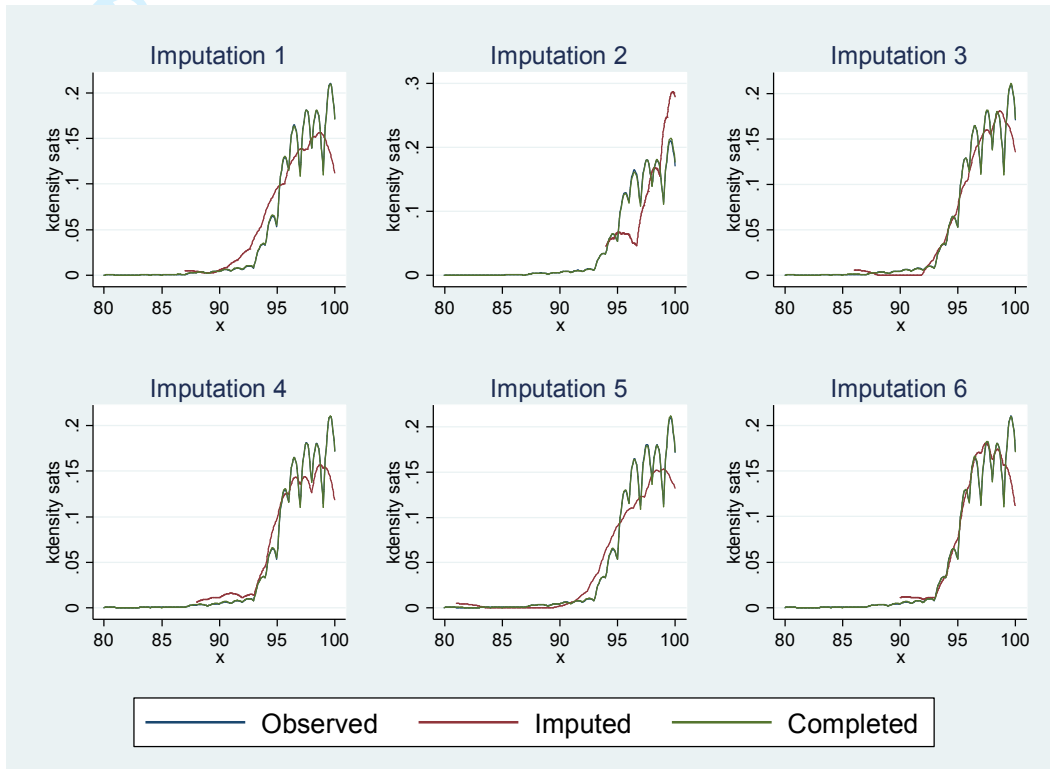 Imputation 1
Imputation 2
Imputation 3
kdensity sats
0 .05 .1 .15 .2
80 85 90 95 100
x
kdensity sats
0 .1 .2 .3
80 85 90 95 100
x
kdensity sats
0 .05 .1 .15 .2
80 85 90 95 100
x
Imputation 4
Imputation 5
Imputation 6
kdensity sats
0 .05 .1 .15 .2
80 85 90 95 100
x
kdensity sats
0 .05 .1 .15 .2
80 85 90 95 100
x
kdensity sats
0 .05 .1 .15 .2
80 85 90 95 100
x
Observed
Imputed
Completed